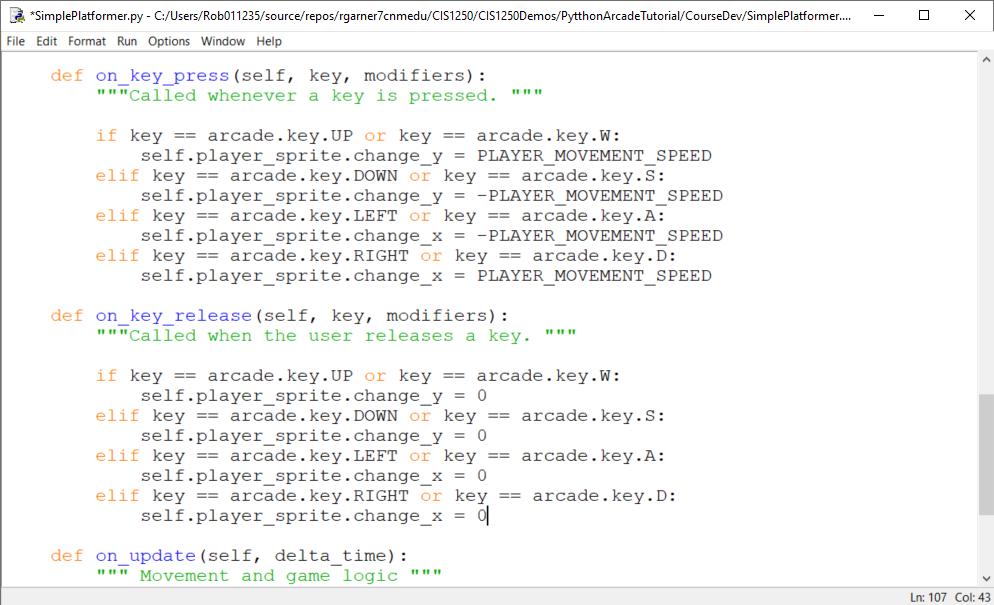 *SimplePlatformer.py - C:/Users/Rob011235/source/repos/rgarner7cnmedu/CIS1250/CIS1250Demos/PytthonArcadeTutorial/CourseDev/SimplePlatformer....
File Edit Format Run Options Window Help
    def on_key_press(self, key, modifiers):
        """Called whenever a key is pressed. """

        if key == arcade.key.UP or key == arcade.key.W:
            self.player_sprite.change_y = PLAYER_MOVEMENT_SPEED
        elif key == arcade.key.DOWN or key == arcade.key.S:
            self.player_sprite.change_y = -PLAYER_MOVEMENT_SPEED
        elif key == arcade.key.LEFT or key == arcade.key.A:
            self.player_sprite.change_x = -PLAYER_MOVEMENT_SPEED
        elif key == arcade.key.RIGHT or key == arcade.key.D:
            self.player_sprite.change_x = PLAYER_MOVEMENT_SPEED

    def on_key_release(self, key, modifiers):
        """Called when the user releases a key. """

        if key == arcade.key.UP or key == arcade.key.W:
            self.player_sprite.change_y = 0
        elif key == arcade.key.DOWN or key == arcade.key.S:
            self.player_sprite.change_y = 0
        elif key == arcade.key.LEFT or key == arcade.key.A:
            self.player_sprite.change_x = 0
        elif key == arcade.key.RIGHT or key == arcade.key.D:
            self.player_sprite.change_x = 0

    def on_update(self, delta_time):
        """ Movement and game logic """
Ln: 107 Col: 43